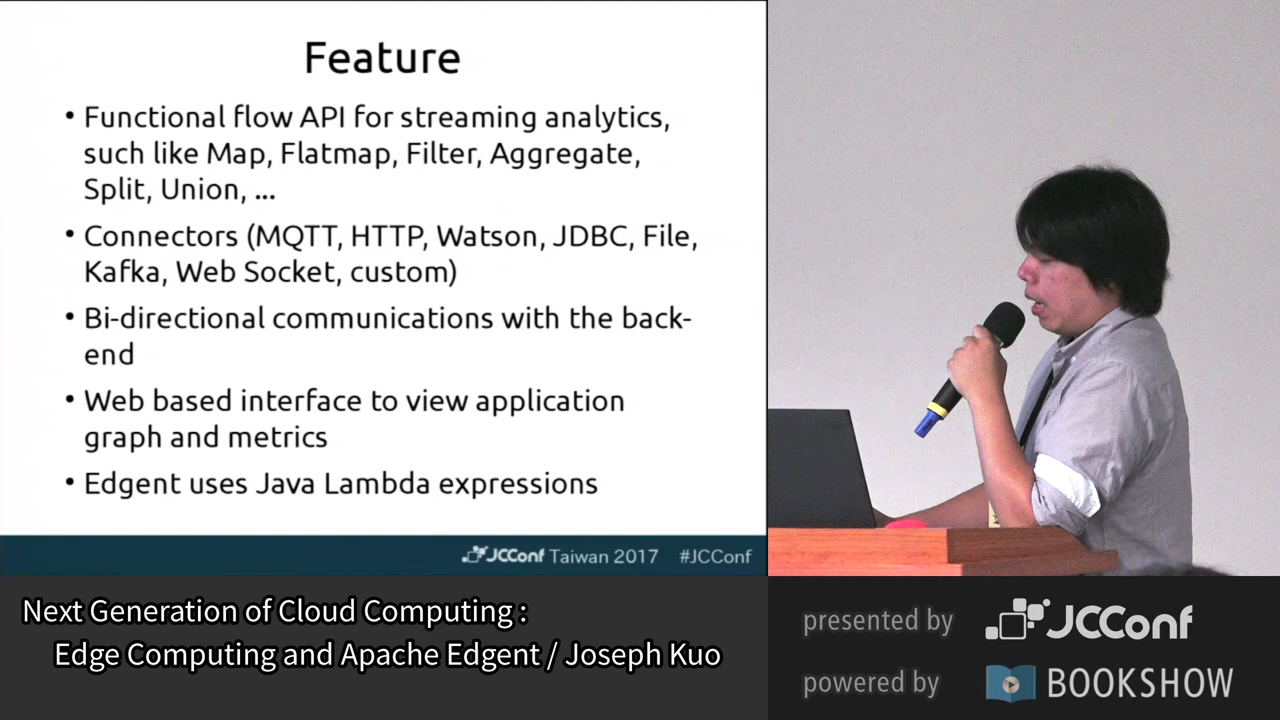 Feature
• Functional flow API for streaming analytics,
such like Map, Flatmap, Filter, Aggregate,
Split, Union, ...
• Connectors (MQTT, HTTP, Watson, JDBC, File,
Kafka, Web Socket, custom)
• Bi-directional communications with the back-
end
• Web based interface to view application
graph and metrics
• Edgent uses Java Lambda expressions
JCConf Taiwan 2017 #JCConf
Next Generation of Cloud Computing :
Edge Computing and Apache Edgent / Joseph Kuo
presented by JCConf
powered by BOOKSHOW